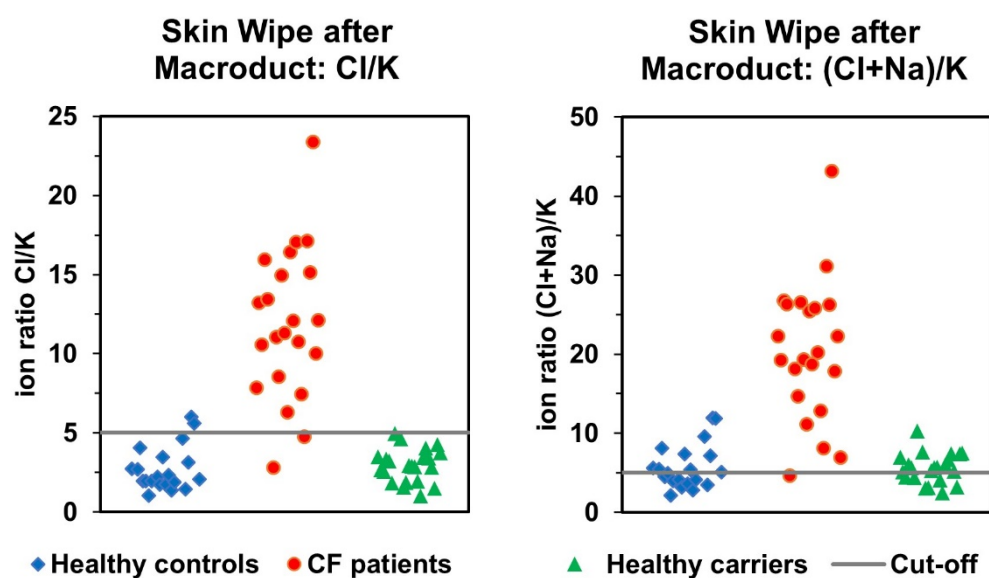 Skin Wipe after
Macroduct: Cl/K
ion ratio Cl/K
25
20
15
10
5
0
Skin Wipe after
Macroduct: (Cl+Na)/K
ion ratio (Cl+Na)/K
50
40
30
20
10
0
Healthy controls
CF patients
Healthy carriers
Cut-off